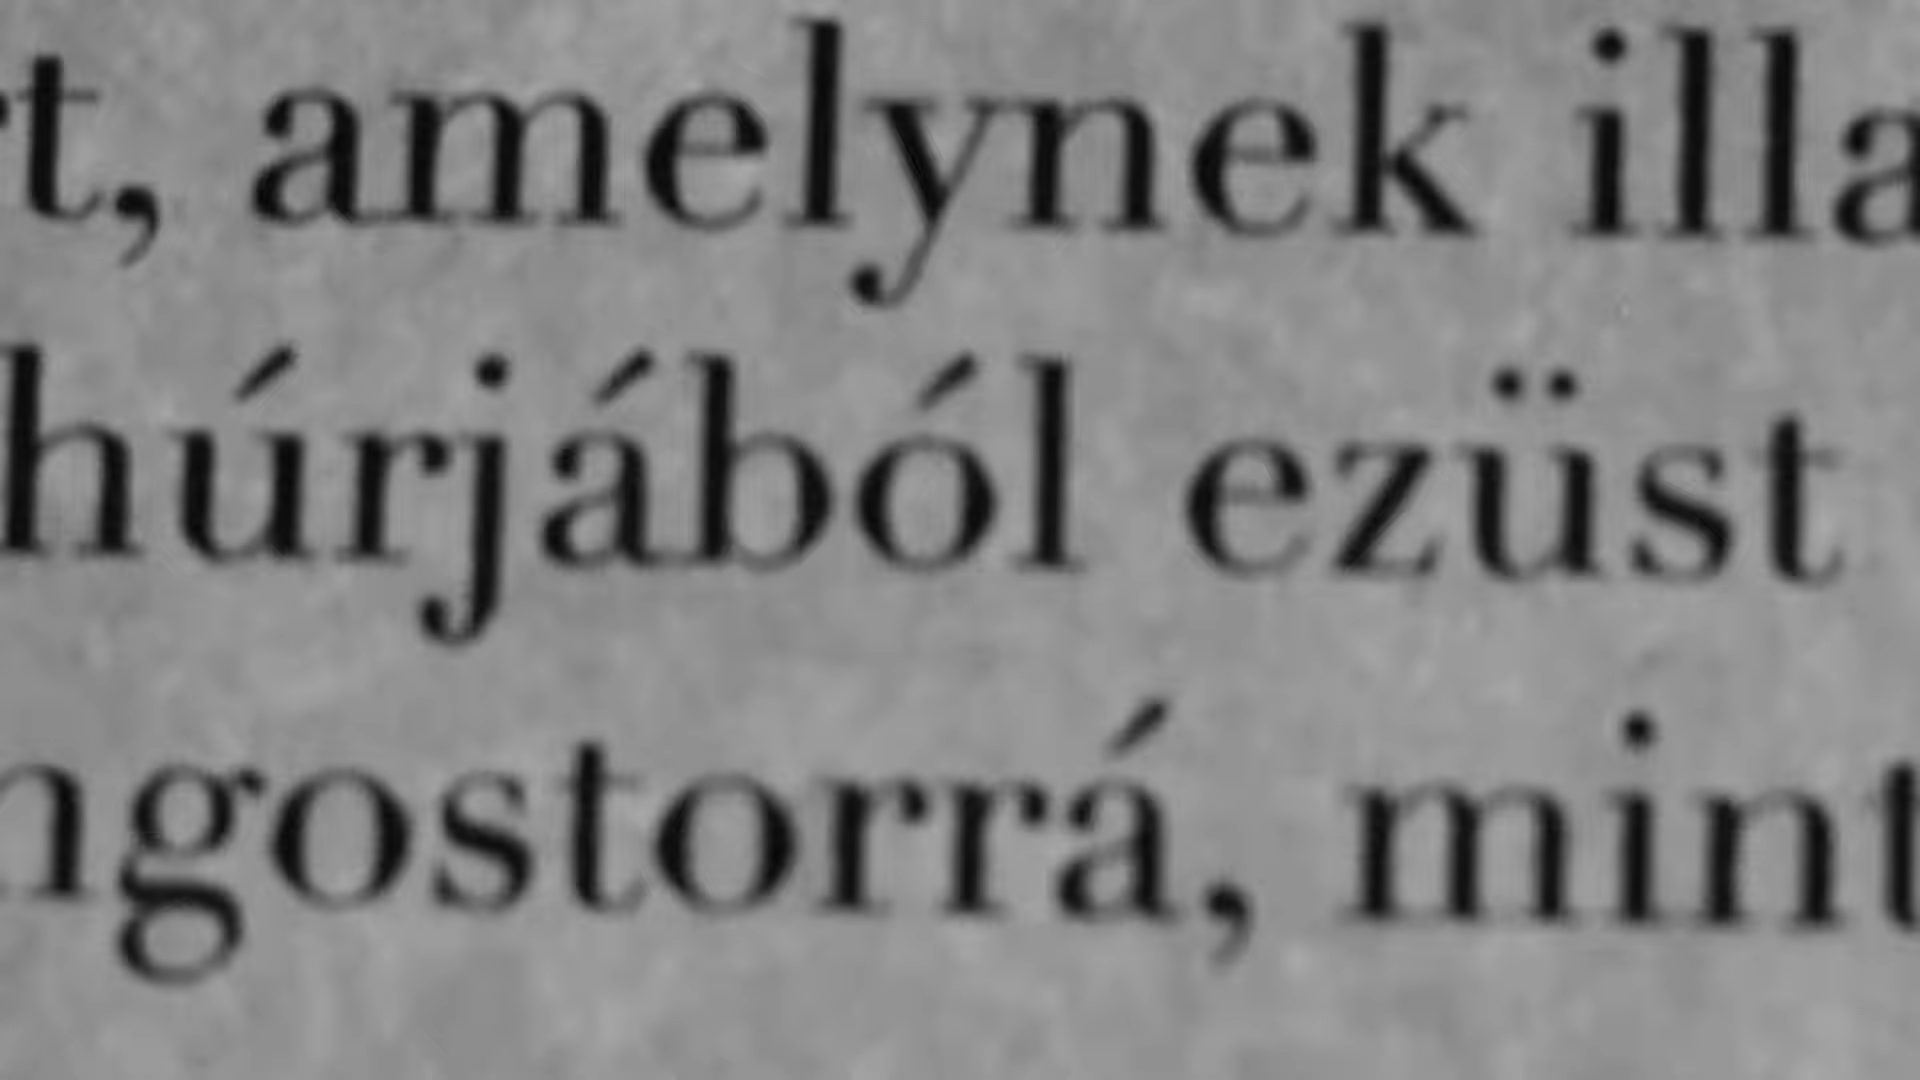 t, amelynek illa
húrjából ezüst
ngostorrá, mint